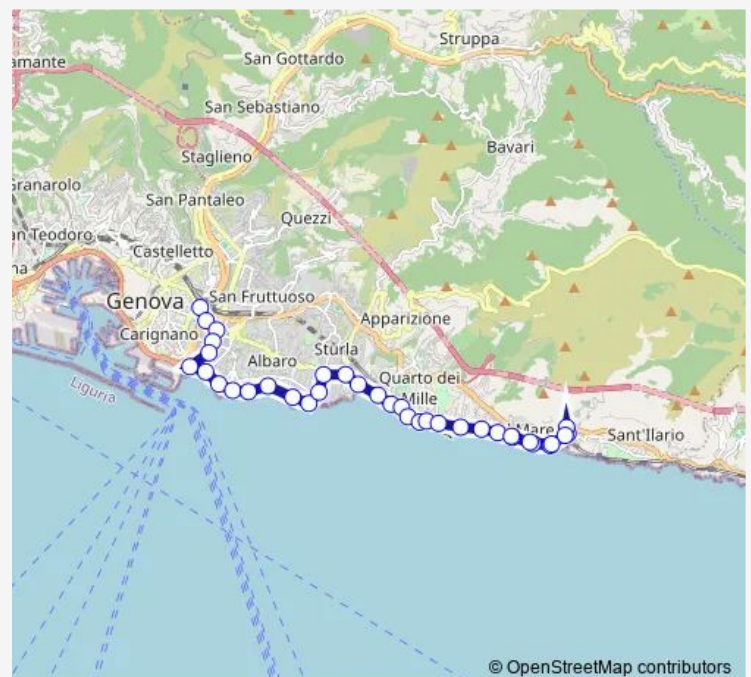 Struppa
San Gottardo
amante
San Sebastiano
Bavari
Staglieno
Granarolo
San Pantaleo
Quezzi
an Teodoro
Castelletto
na
Genova
San Fruttuoso
Carignano
Apparizione
Albaro
Stûrla
Liguria
Quarto dei
Mille
i Mare
Sant'Ilario
© OpenStreetMap contributors